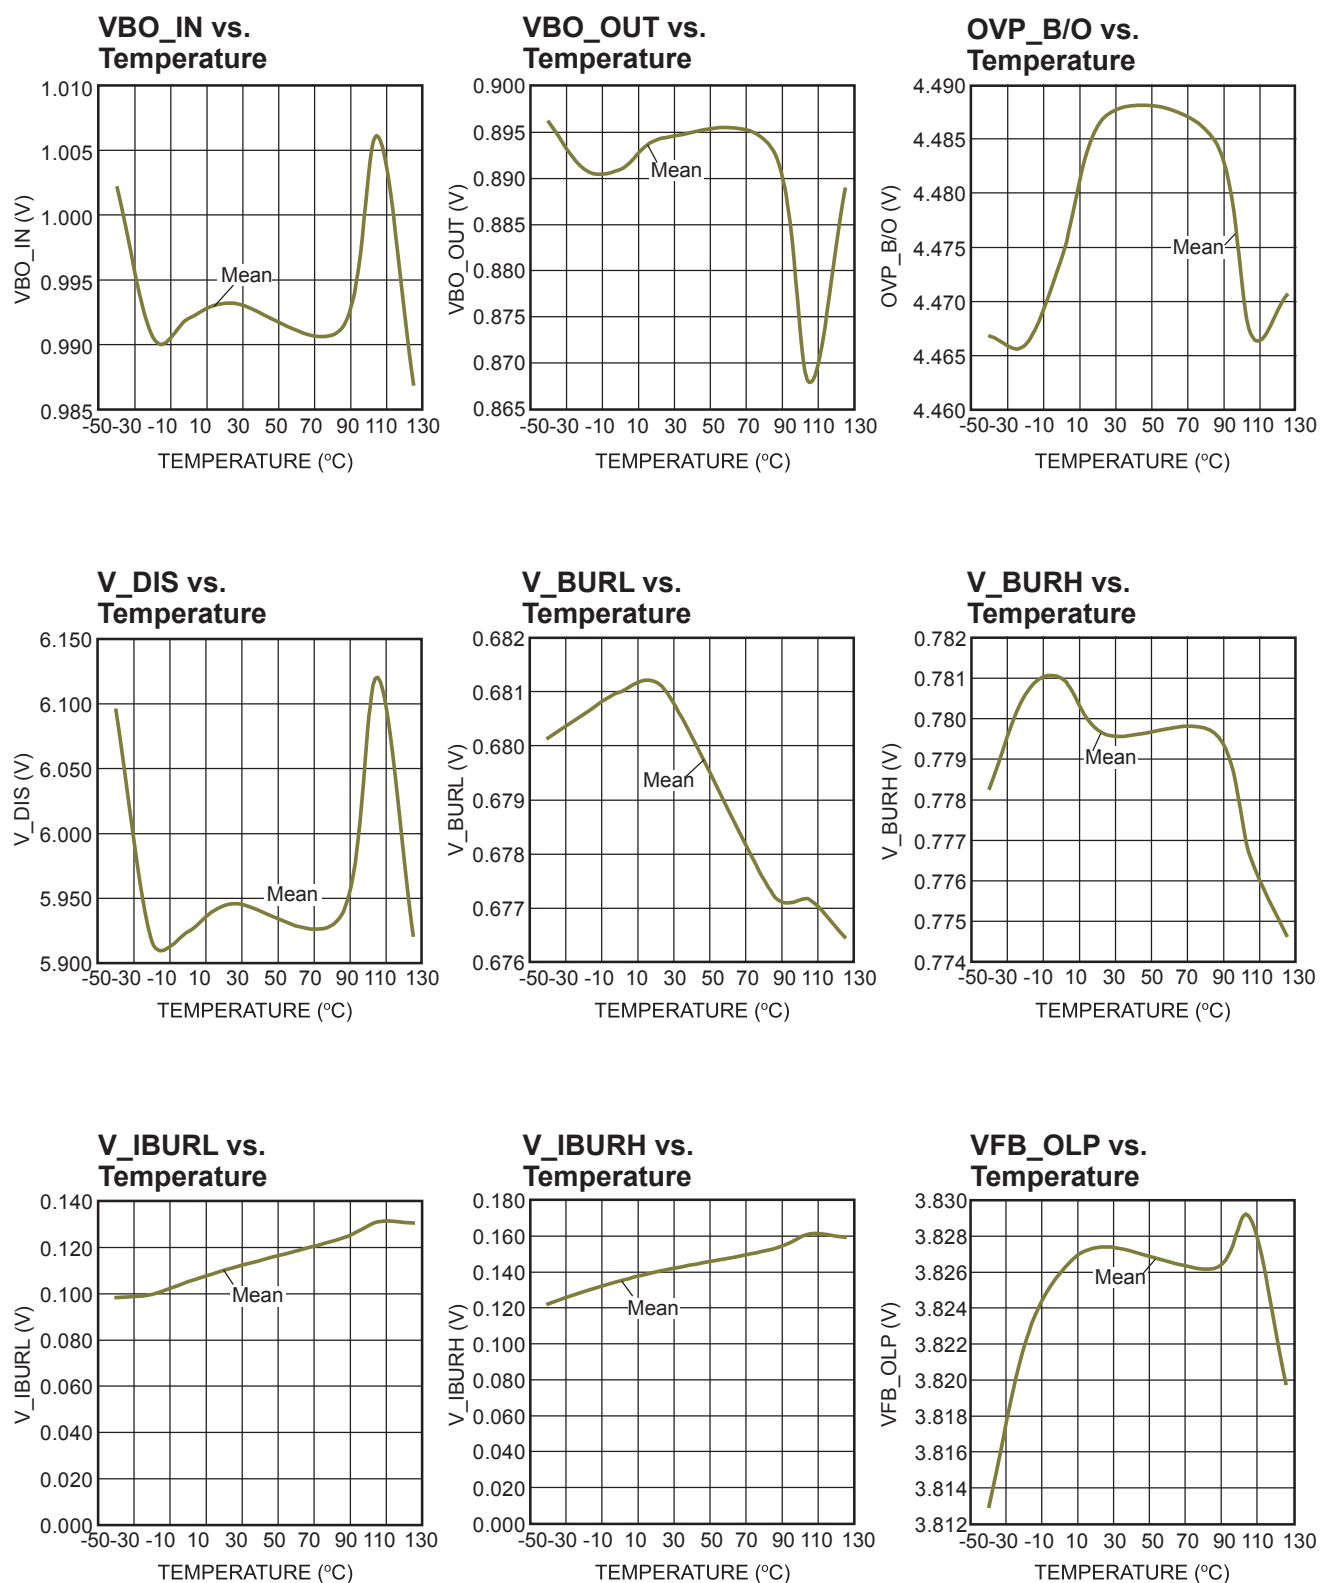 VBO_IN vs.
Temperature
1.010
1.005
1.000
0.995
0.990
0.985
VBO_IN (V)
Mean
-50-30 -10 10 30 50 70 90 110 130
TEMPERATURE (ºC)
VBO_OUT vs.
Temperature
0.900
0.895
0.890
0.885
0.880
0.875
0.870
0.865
VBO_OUT (V)
Mean
-50-30 -10 10 30 50 70 90 110 130
TEMPERATURE (ºC)
OVP_B/O vs.
Temperature
4.490
4.485
4.480
4.475
4.470
4.465
4.460
OVP_B/O (V)
Mean
-50-30 -10 10 30 50 70 90 110 130
TEMPERATURE (ºC)
V_DIS vs.
Temperature
6.150
6.100
6.050
6.000
5.950
5.900
V_DIS (V)
Mean
-50-30 -10 10 30 50 70 90 110 130
TEMPERATURE (ºC)
V_BURL vs.
Temperature
0.682
0.681
0.680
0.679
0.678
0.677
0.676
V_BURL (V)
Mean
-50-30 -10 10 30 50 70 90 110 130
TEMPERATURE (ºC)
V_BURH vs.
Temperature
0.782
0.781
0.780
0.779
0.778
0.777
0.776
0.775
0.774
V_BURH (V)
Mean
-50-30 -10 10 30 50 70 90 110 130
TEMPERATURE (ºC)
V_IBURL vs.
Temperature
0.140
0.120
0.100
0.080
0.060
0.040
0.020
0.000
V_IBURL (V)
Mean
-50-30 -10 10 30 50 70 90 110 130
TEMPERATURE (ºC)
V_IBURH vs.
Temperature
0.180
0.160
0.140
0.120
0.100
0.080
0.060
0.040
0.020
0.000
V_IBURH (V)
Mean
-50-30 -10 10 30 50 70 90 110 130
TEMPERATURE (ºC)
VFB_OLP vs.
Temperature
3.830
3.828
3.826
3.824
3.822
3.820
3.818
3.816
3.814
3.812
VFB_OLP (V)
Mean
-50-30 -10 10 30 50 70 90 110 130
TEMPERATURE (ºC)